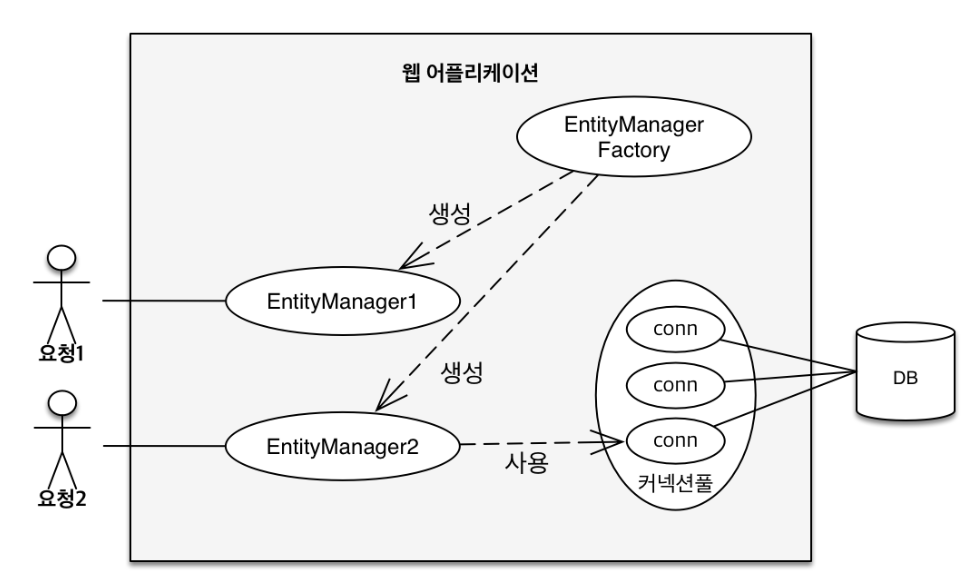 웹 어플리케이션
EntityManager
Factory
생성
EntityManager1
요청1
conn
conn
conn
커넥션풀
DB
생성
EntityManager2
요청2
사용